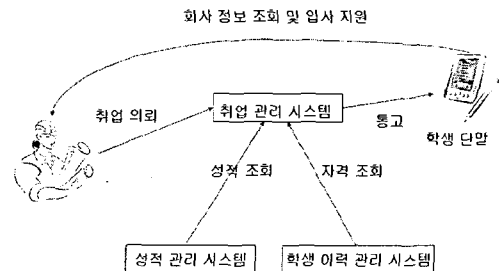 회사 정보 조회 및 입사 지원
취업 의뢰
취업 관리 시스템
통고
학생 단말
성적 조회
자격 조회
성적 관리 시스템
학생 이력 관리 시스템